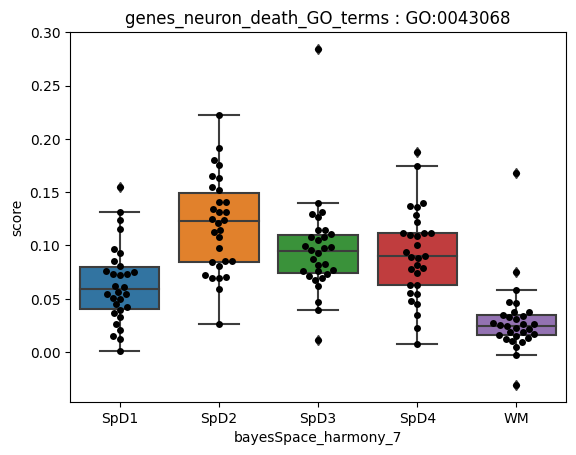 genes_neuron_death_GO_terms : GO:0043068
0.30
0.25
0.20
0.15
0.10
0.05
0.00
score
SpD1 SpD2 SpD3 SpD4 WM
bayesSpace_harmony_7